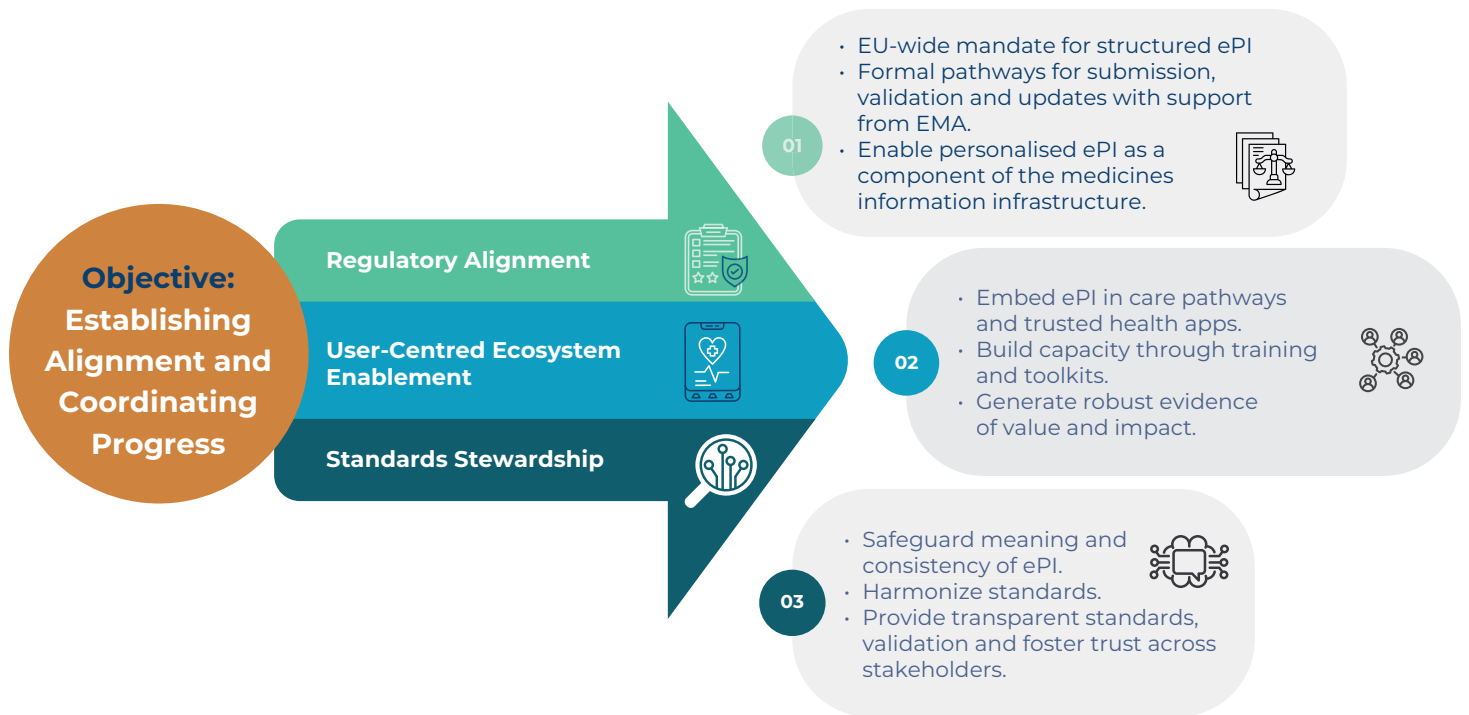 Objective:
Establishing
Alignment and
Coordinating
Progress
Regulatory Alignment
User-Centred Ecosystem
Enablement
Standards Stewardship
01
• EU-wide mandate for structured ePI
• Formal pathways for submission,
validation and updates with support
from EMA.
• Enable personalised ePI as a
component of the medicines
information infrastructure.
02
• Embed ePI in care pathways
and trusted health apps.
• Build capacity through training
and toolkits.
• Generate robust evidence
of value and impact.
03
• Safeguard meaning and
consistency of ePI.
• Harmonize standards.
• Provide transparent standards,
validation and foster trust across
stakeholders.